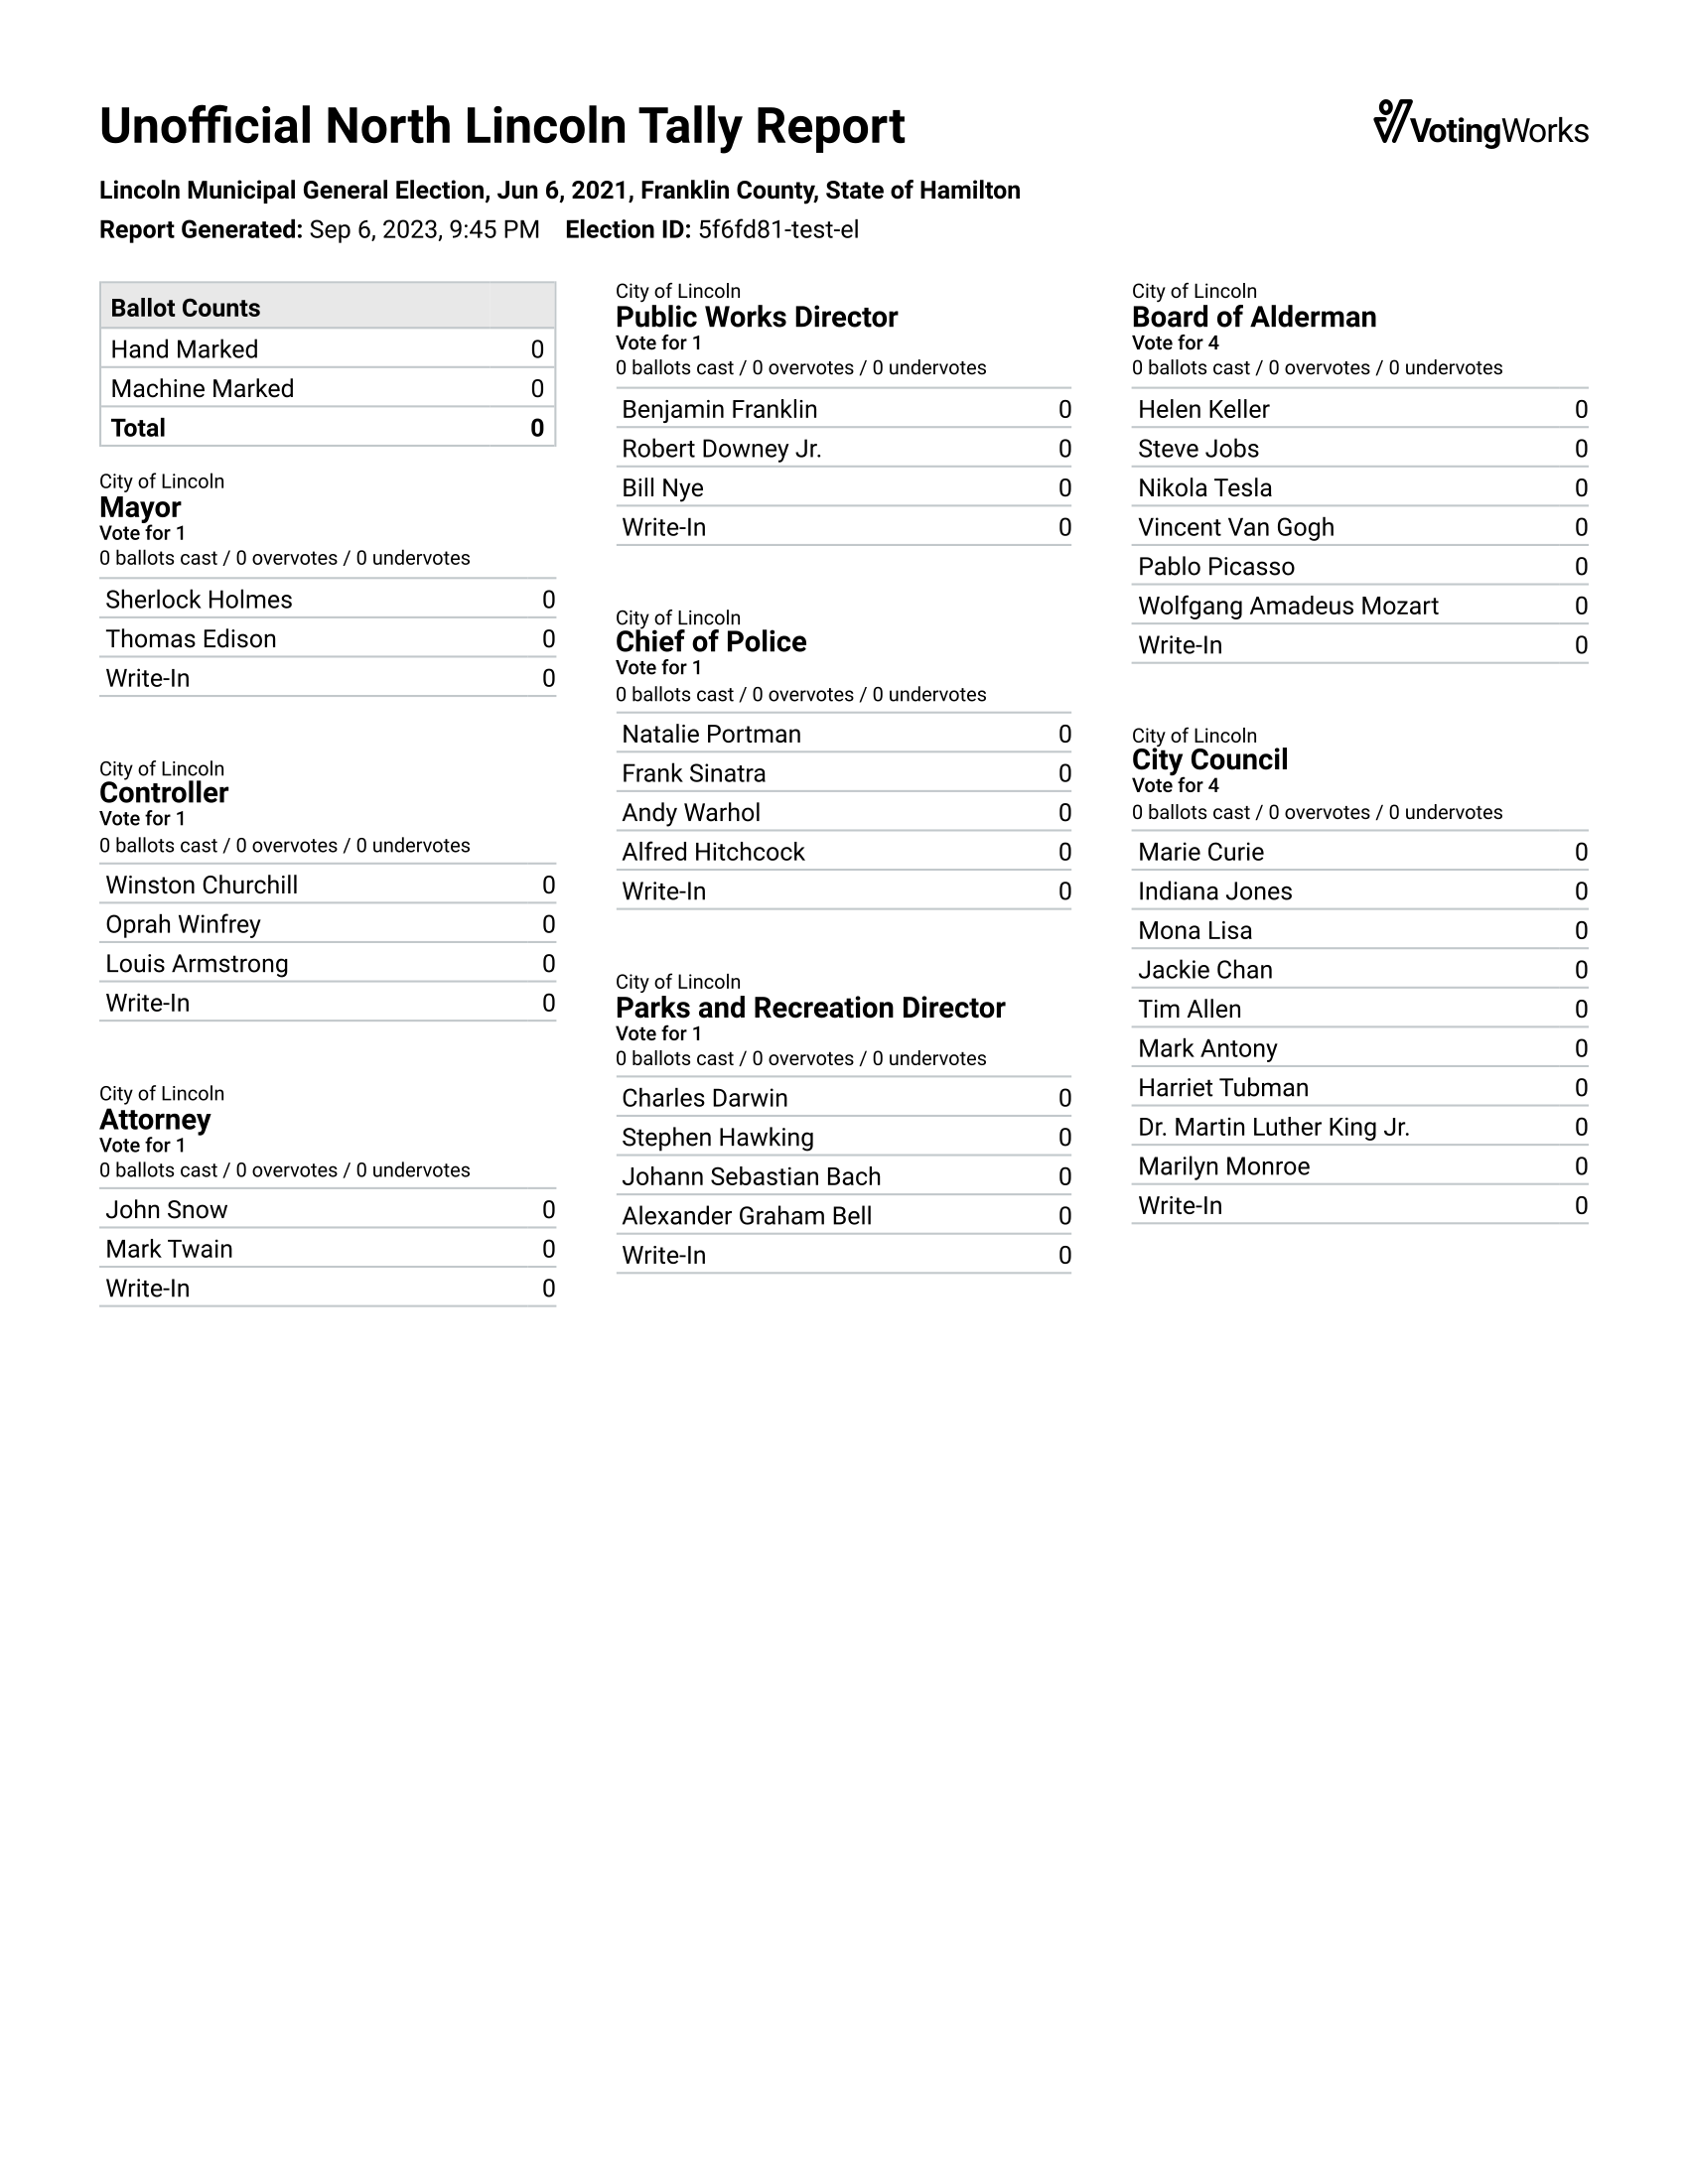 Unofficial North Lincoln Tally Report
VotingWorks
Lincoln Municipal General Election, Jun 6, 2021, Franklin County, State of Hamilton
Report Generated: Sep 6, 2023, 9:45 PM Election ID: 5f6fd81-test-el
Ballot Counts
Hand Marked 0
Machine Marked 0
Total 0
City of Lincoln
Mayor
Vote for 1
0 ballots cast / 0 overvotes / 0 undervotes
Sherlock Holmes 0
Thomas Edison 0
Write-In 0
City of Lincoln
Controller
Vote for 1
0 ballots cast / 0 overvotes / 0 undervotes
Winston Churchill 0
Oprah Winfrey 0
Louis Armstrong 0
Write-In 0
City of Lincoln
Attorney
Vote for 1
0 ballots cast / 0 overvotes / 0 undervotes
John Snow 0
Mark Twain 0
Write-In 0
City of Lincoln
Public Works Director
Vote for 1
0 ballots cast / 0 overvotes / 0 undervotes
Benjamin Franklin 0
Robert Downey Jr. 0
Bill Nye 0
Write-In 0
City of Lincoln
Chief of Police
Vote for 1
0 ballots cast / 0 overvotes / 0 undervotes
Natalie Portman 0
Frank Sinatra 0
Andy Warhol 0
Alfred Hitchcock 0
Write-In 0
City of Lincoln
Parks and Recreation Director
Vote for 1
0 ballots cast / 0 overvotes / 0 undervotes
Charles Darwin 0
Stephen Hawking 0
Johann Sebastian Bach 0
Alexander Graham Bell 0
Write-In 0
City of Lincoln
Board of Alderman
Vote for 4
0 ballots cast / 0 overvotes / 0 undervotes
Helen Keller 0
Steve Jobs 0
Nikola Tesla 0
Vincent Van Gogh 0
Pablo Picasso 0
Wolfgang Amadeus Mozart 0
Write-In 0
City of Lincoln
City Council
Vote for 4
0 ballots cast / 0 overvotes / 0 undervotes
Marie Curie 0
Indiana Jones 0
Mona Lisa 0
Jackie Chan 0
Tim Allen 0
Mark Antony 0
Harriet Tubman 0
Dr. Martin Luther King Jr. 0
Marilyn Monroe 0
Write-In 0